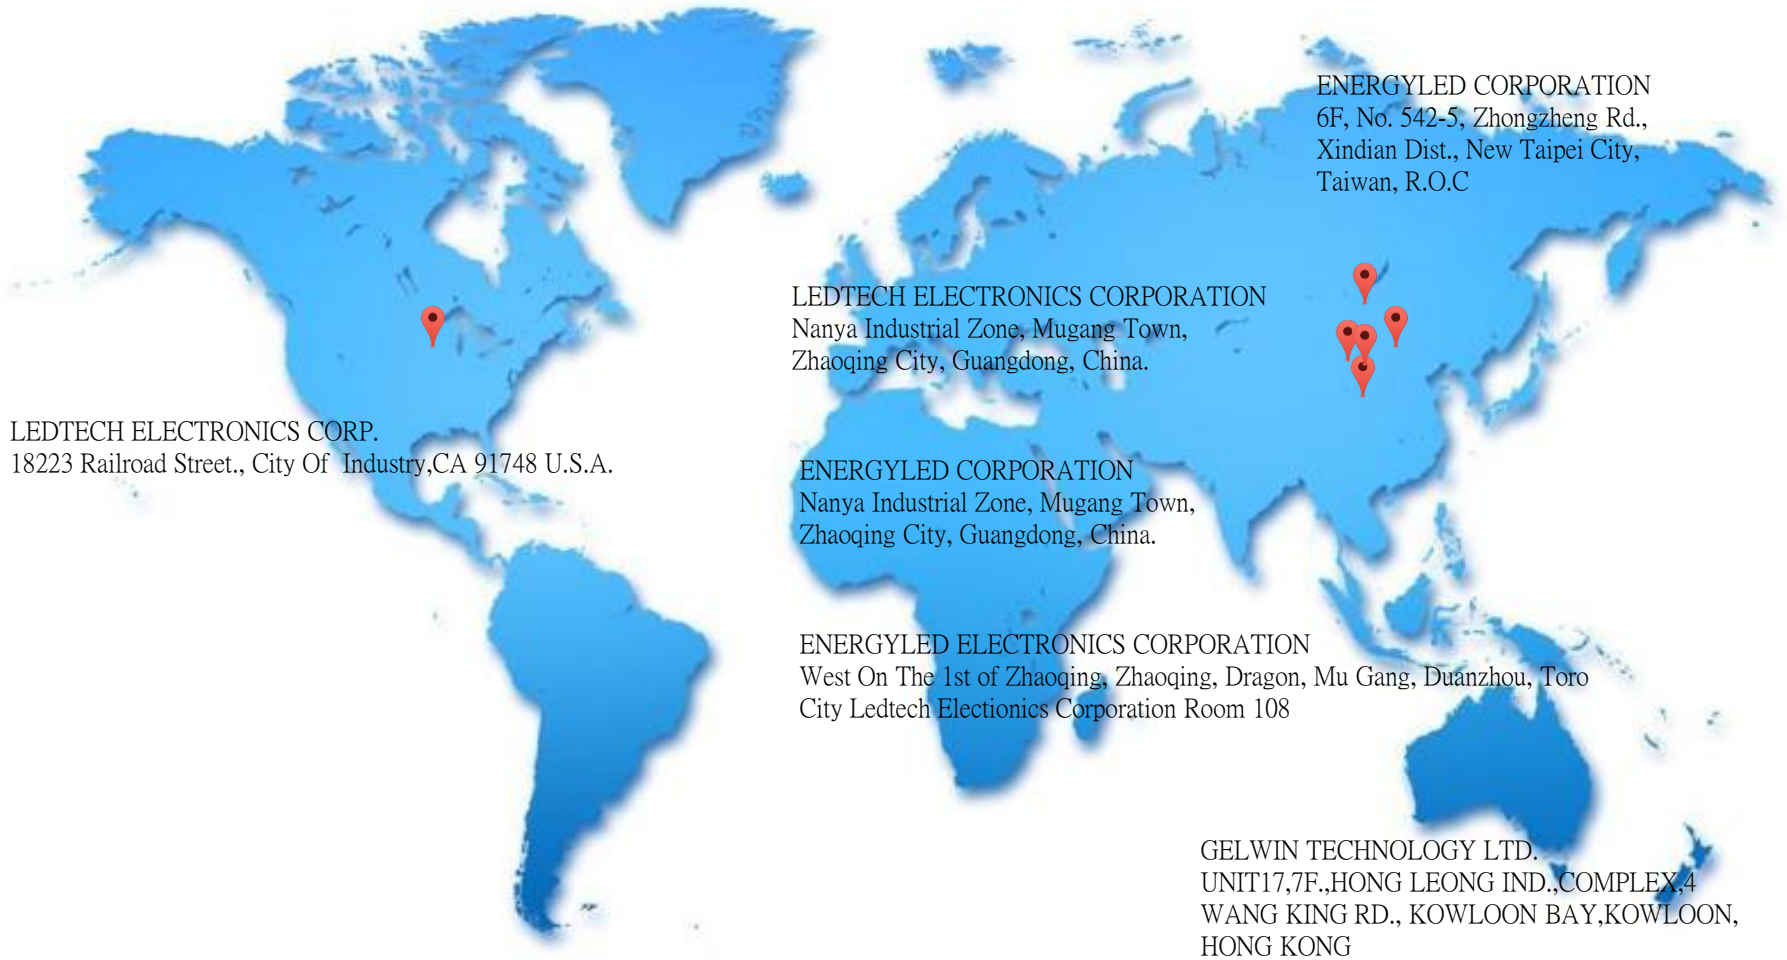 ENERGYLED CORPORATION
6F, No. 542-5, Zhongzheng Rd.,
Xindian Dist., New Taipei City,
Taiwan, R.O.C
LEDTECH ELECTRONICS CORPORATION
Nanya Industrial Zone, Mugang Town,
Zhaoqing City, Guangdong, China.
LEDTECH ELECTRONICS CORP.
18223 Railroad Street., City Of Industry,CA 91748 U.S.A.
ENERGYLED CORPORATION
Nanya Industrial Zone, Mugang Town,
Zhaoqing City, Guangdong, China.
ENERGYLED ELECTRONICS CORPORATION
West On The 1st of Zhaoqing, Zhaoqing, Dragon, Mu Gang, Duanzhou, Toro
City Ledtech Electionics Corporation Room 108
GELWIN TECHNOLOGY LTD.
UNIT17,7F.,HONG LEONG IND.,COMPLEX,4
WANG KING RD., KOWLOON BAY,KOWLOON,
HONG KONG